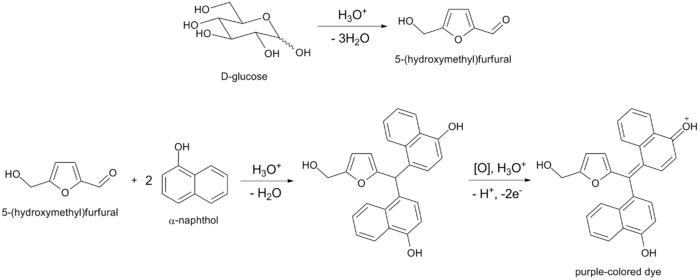 HO
HO
HO
O
OH
OH
H₃O⁺
- 3H₂O
HO
O
O
D-glucose
5-(hydroxymethyl)furfural
HO
O
O
+ 2
OH
H₃O⁺
- H₂O
OH
HO
O
OH
[O], H₃O⁺
- H⁺, -2e⁻
+
OH
HO
O
OH
5-(hydroxymethyl)furfural
α-naphthol
purple-colored dye